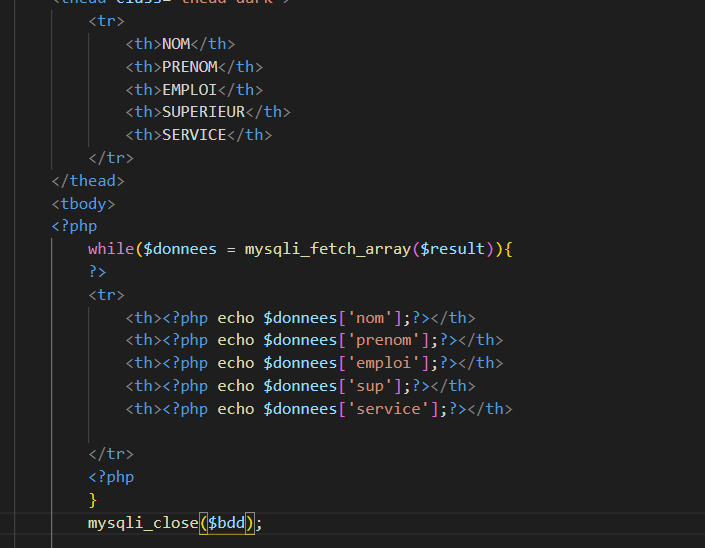 <thead class="thead-dark">
<tr>
<th>NOM</th>
<th>PRENOM</th>
<th>EMPLOI</th>
<th>SUPERIEUR</th>
<th>SERVICE</th>
</tr>
</thead>
<tbody>
<?php
while($donnees = mysqli_fetch_array($result)){
?>
<tr>
<th><?php echo $donnees['nom'];?></th>
<th><?php echo $donnees['prenom'];?></th>
<th><?php echo $donnees['emploi'];?></th>
<th><?php echo $donnees['sup'];?></th>
<th><?php echo $donnees['service'];?></th>
</tr>
<?php
}
mysqli_close($bdd);